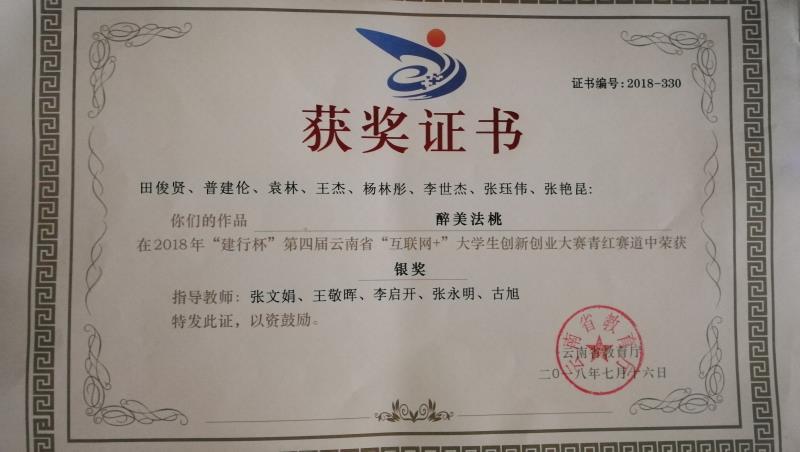 证书编号:2018-330
获奖证书
田俊贤、普建伦、袁林、王杰、杨林彤、李世杰、张珏伟、张艳昆:
你们的作品 醉美法桃
在2018年“建行杯”第四届云南省“互联网+”大学生创新创业大赛青红赛道中荣获
银奖
指导教师: 张文娟、王敬晖、李启开、张永明、古旭
特发此证，以资鼓励。
云南省教育厅
云南省教育厅
二〇一八年七月十六日